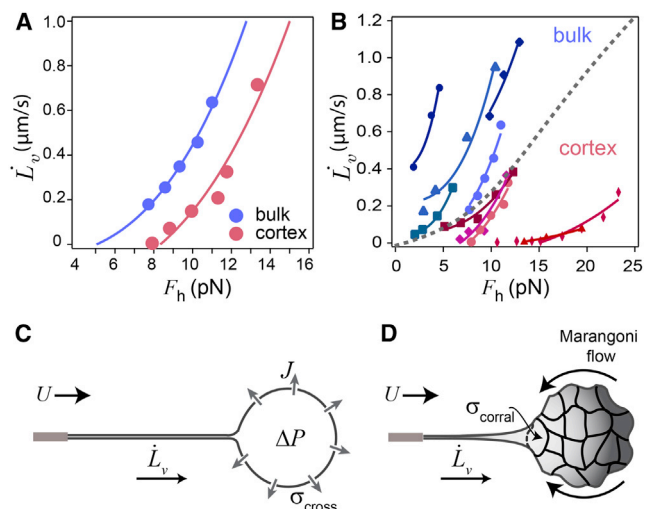 A
1.0
0.8
0.6
0.4
0.2
0
L̇v (µm/s)
4 6 8 10 12 14 16
Fh (pN)
bulk
cortex
B
1.2
1.0
0.8
0.6
0.4
0.2
0
L̇v (µm/s)
0 5 10 15 20 25
Fh (pN)
bulk
cortex
C
U
J
ΔP
L̇v
σcross
D
Marangoni
flow
U
σcorral
L̇v